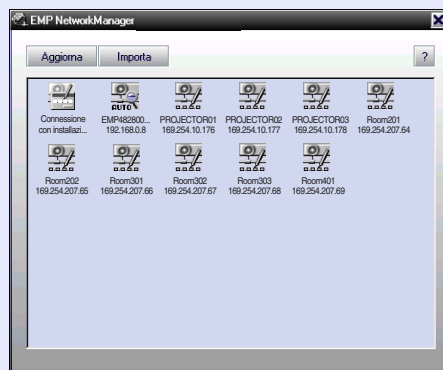 EMP NetworkManager
Aggiorna Importa ?
AUTO
Connessione EMP482800... PROJECTOR01 PROJECTOR02 PROJECTOR03 Room201
con installazi... 192.168.0.8 169.254.10.176 169.254.10.177 169.254.10.178 169.254.207.64
Room202 Room301 Room302 Room303 Room401
169.254.207.65 169.254.207.66 169.254.207.67 169.254.207.68 169.254.207.69